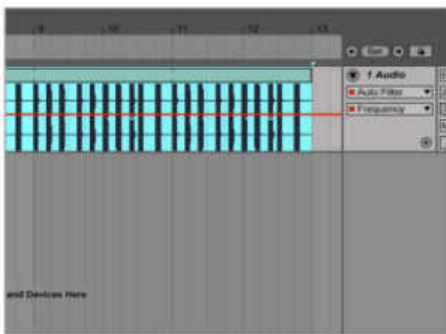 9 10 11 12 13
Set
1 Audio
Auto Filter
Frequency
and Devices Here